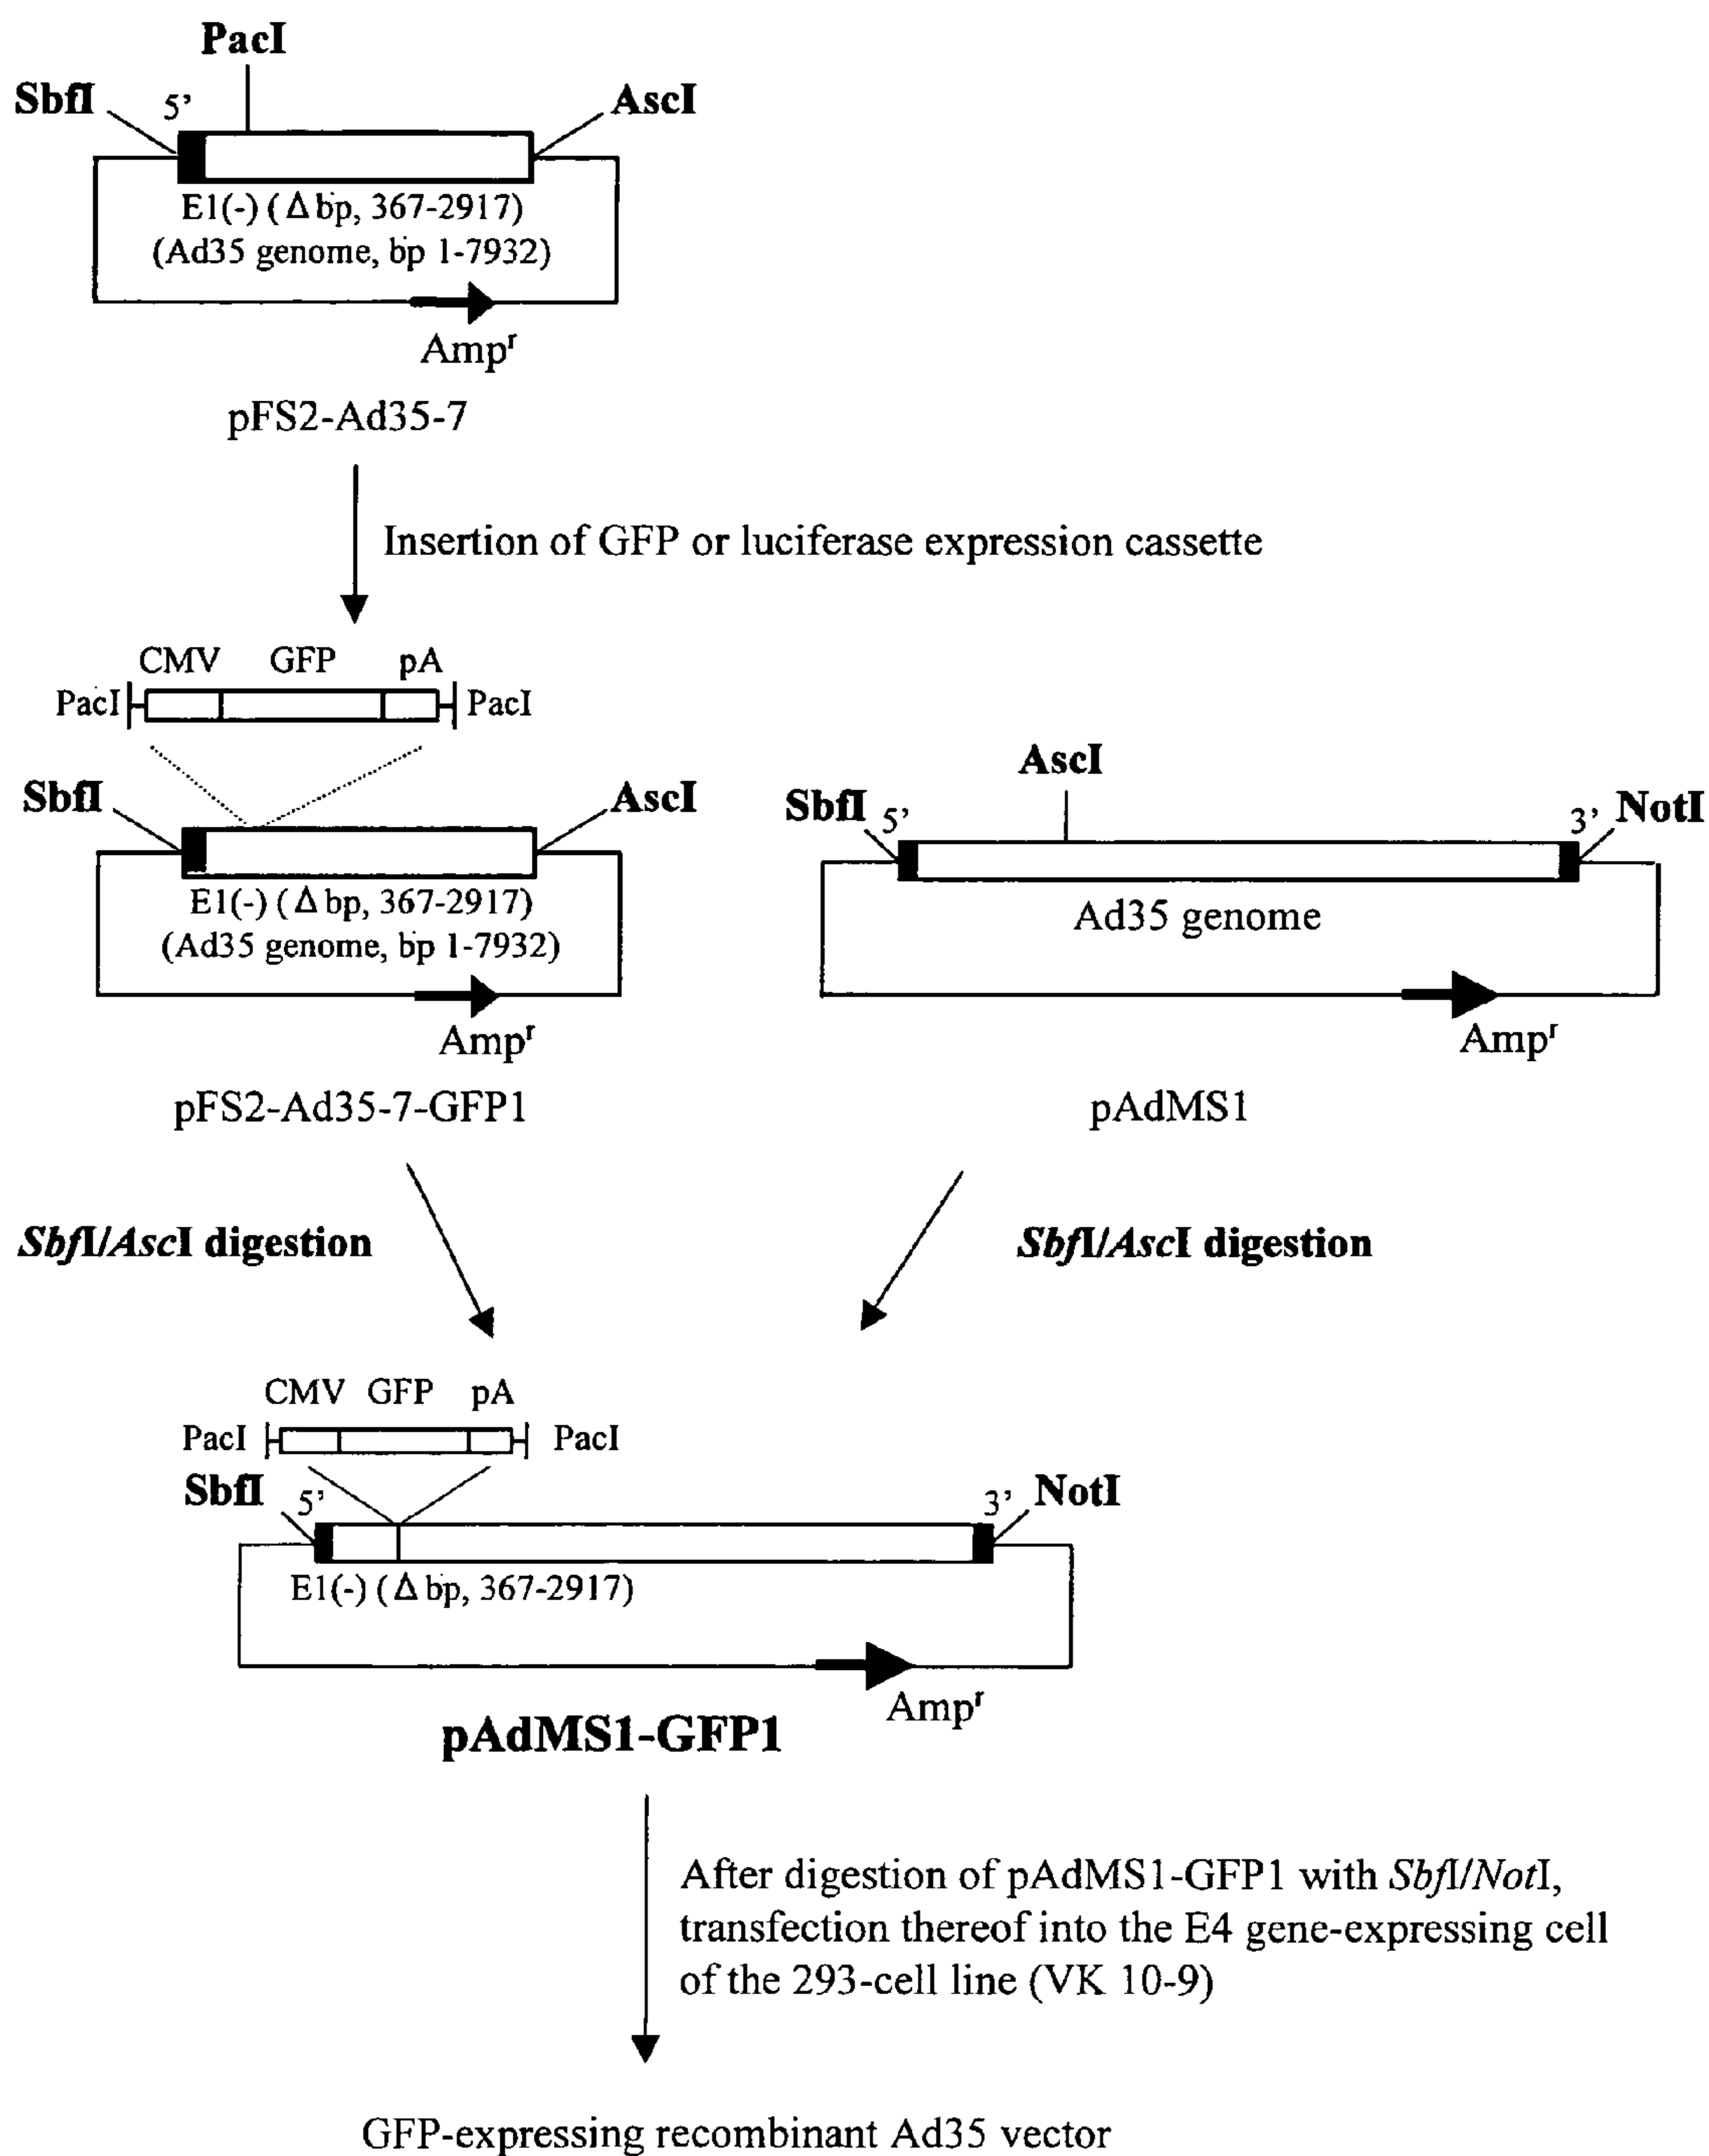 PacI
SbfI 5’ AscI
E1(-) (Δ bp, 367-2917)
(Ad35 genome, bp 1-7932)
Ampʳ
pFS2-Ad35-7
Insertion of GFP or luciferase expression cassette
CMV GFP pA
PacI PacI
SbfI AscI
E1(-) (Δ bp, 367-2917)
(Ad35 genome, bp 1-7932)
Ampʳ
pFS2-Ad35-7-GFP1
AscI
SbfI 5’ 3’ NotI
Ad35 genome
Ampʳ
pAdMS1
SbfI/AscI digestion
SbfI/AscI digestion
CMV GFP pA
PacI PacI
SbfI 5’ 3’ NotI
E1(-) (Δ bp, 367-2917)
Ampʳ
pAdMS1-GFP1
After digestion of pAdMS1-GFP1 with SbfI/NotI,
transfection thereof into the E4 gene-expressing cell
of the 293-cell line (VK 10-9)
GFP-expressing recombinant Ad35 vector